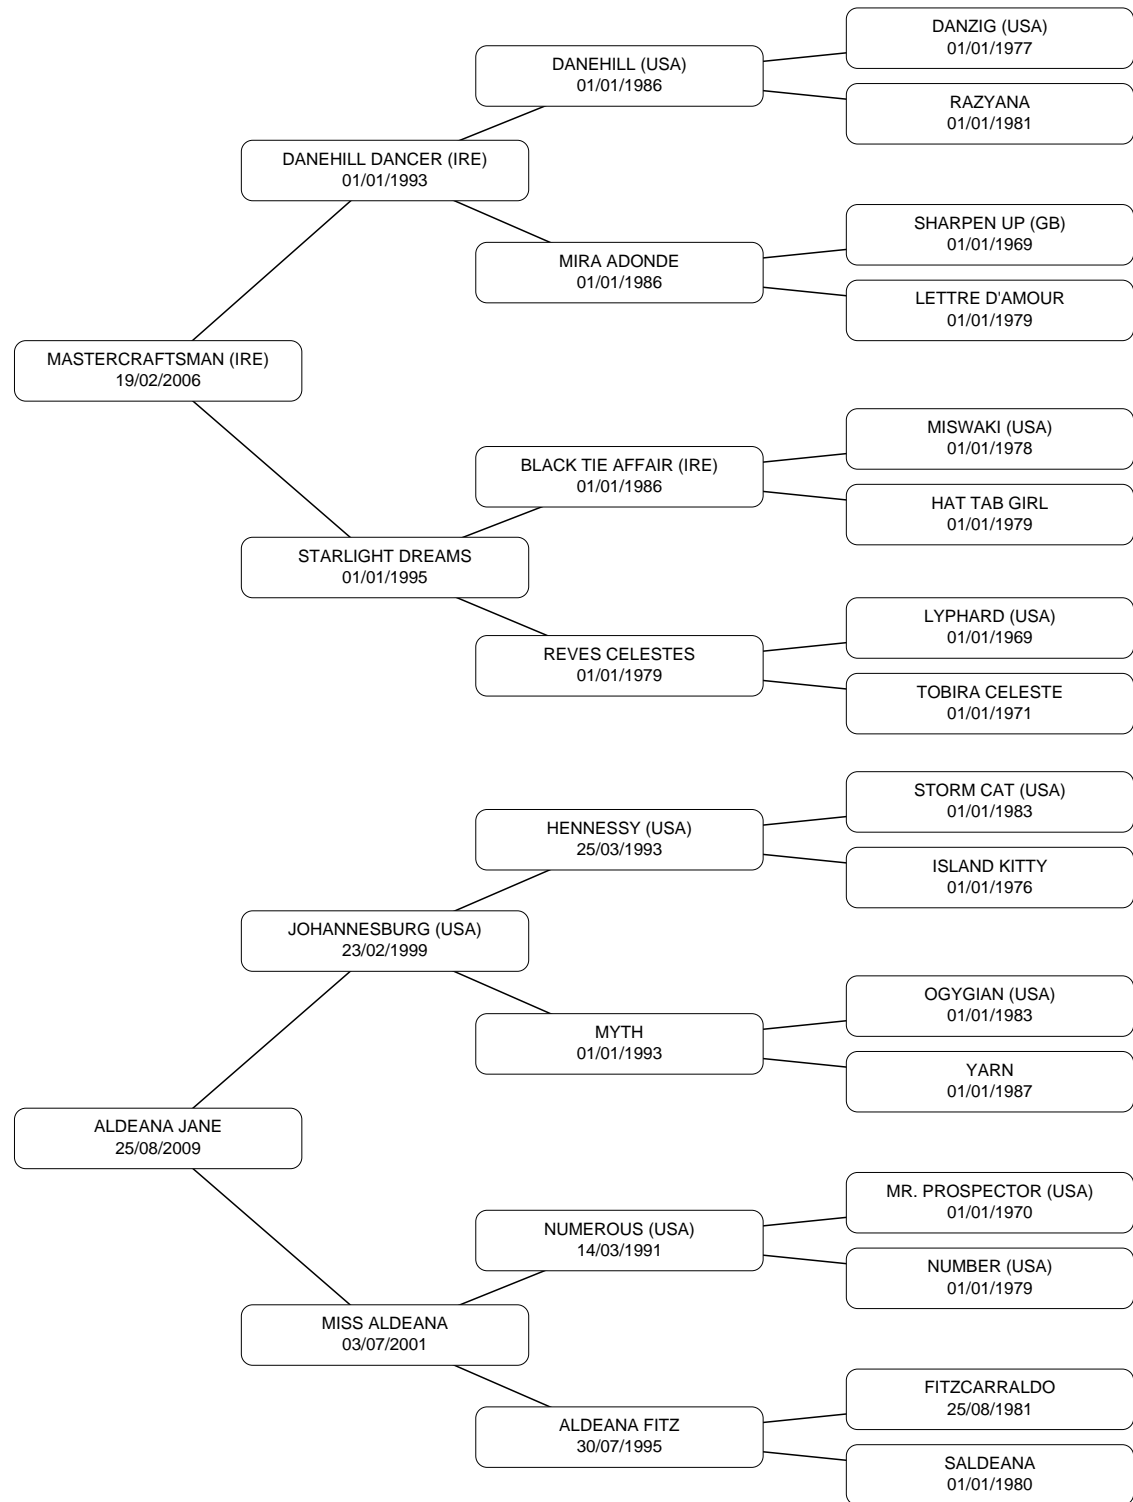 DANZIG (USA)
01/01/1977
DANEHILL (USA)
01/01/1986
RAZYANA
01/01/1981
DANEHILL DANCER (IRE)
01/01/1993
SHARPEN UP (GB)
01/01/1969
MIRA ADONDE
01/01/1986
LETTRE D'AMOUR
01/01/1979
MASTERCRAFTSMAN (IRE)
19/02/2006
MISWAKI (USA)
01/01/1978
BLACK TIE AFFAIR (IRE)
01/01/1986
HAT TAB GIRL
01/01/1979
STARLIGHT DREAMS
01/01/1995
LYPHARD (USA)
01/01/1969
REVES CELESTES
01/01/1979
TOBIRA CELESTE
01/01/1971
STORM CAT (USA)
01/01/1983
HENNESSY (USA)
25/03/1993
ISLAND KITTY
01/01/1976
JOHANNESBURG (USA)
23/02/1999
OGYGIAN (USA)
01/01/1983
MYTH
01/01/1993
YARN
01/01/1987
ALDEANA JANE
25/08/2009
MR. PROSPECTOR (USA)
01/01/1970
NUMEROUS (USA)
14/03/1991
NUMBER (USA)
01/01/1979
MISS ALDEANA
03/07/2001
FITZCARRALDO
25/08/1981
ALDEANA FITZ
30/07/1995
SALDEANA
01/01/1980